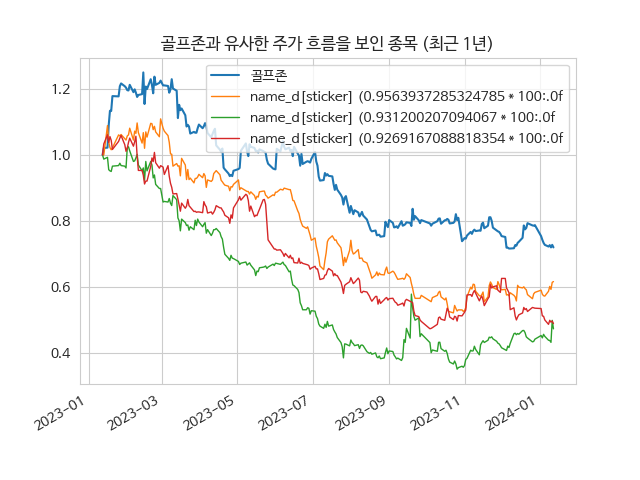 골프존과 유사한 주가 흐름을 보인 종목 (최근 1년)
골프존
name_d[sticker] (0.9563937285324785 * 100:.0f
name_d[sticker] (0.931200207094067 * 100:.0f
name_d[sticker] (0.9269167088818354 * 100:.0f
1.2
1.0
0.8
0.6
0.4
2023-01
2023-03
2023-05
2023-07
2023-09
2023-11
2024-01